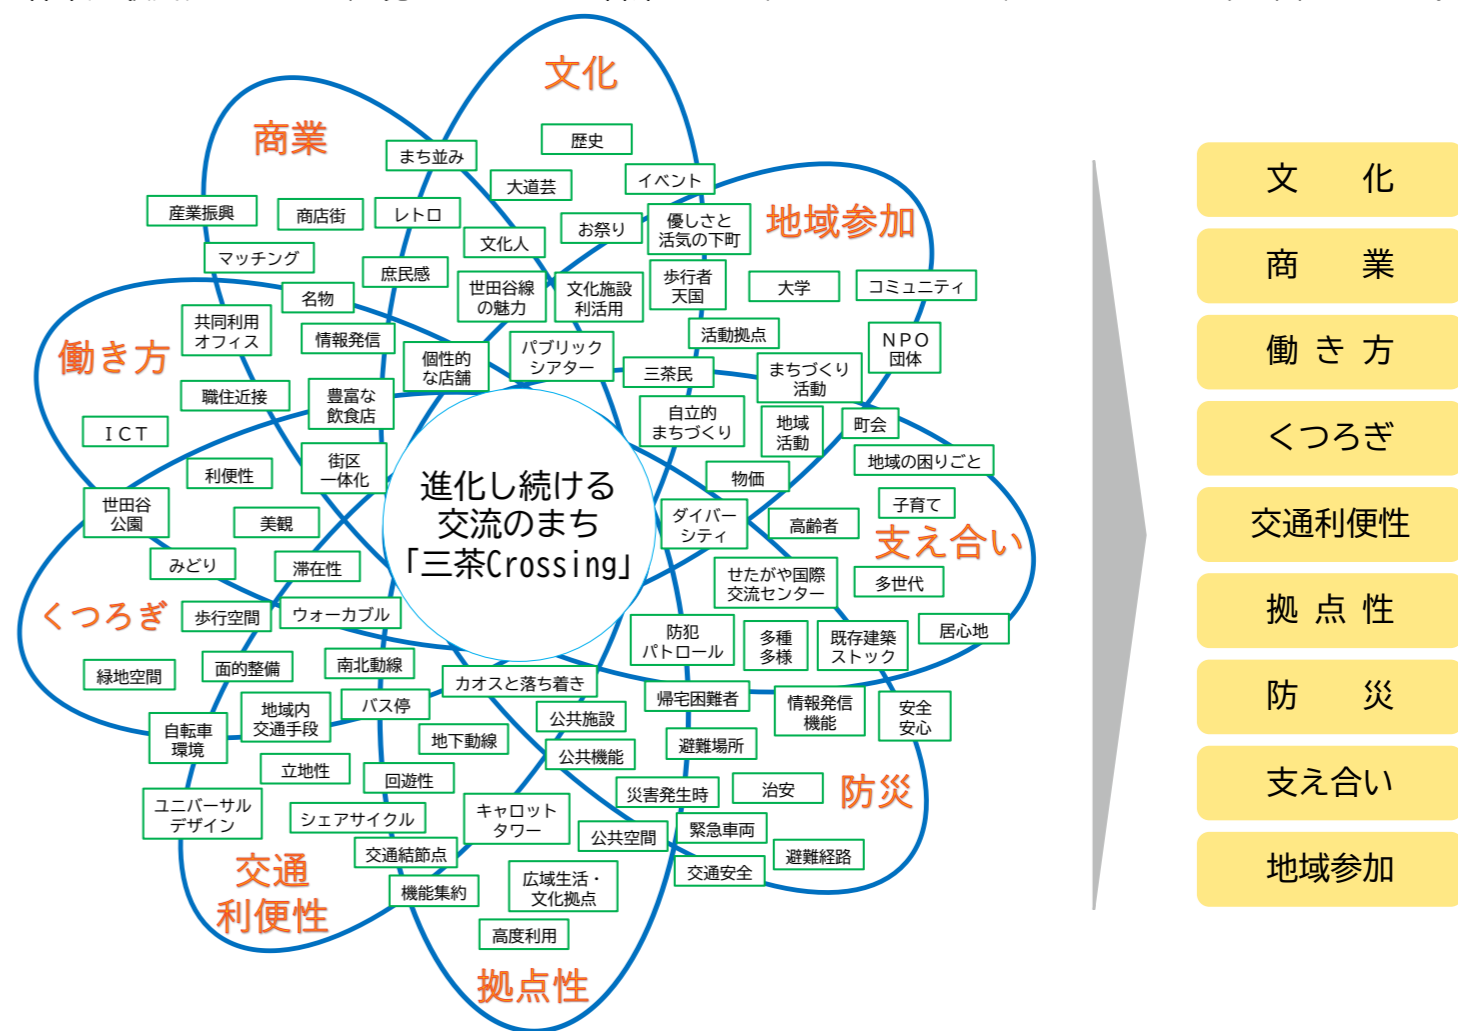 文化
商業
歴史
まち並み
大道芸
イベント
産業振興
商店街
レトロ
お祭り
優しさと
活気の下町
地域参加
文化人
マッチング
庶民感
世田谷線
の魅力
文化施設
利活用
歩行者
天国
大学
コミュニティ
名物
共同利用
オフィス
情報発信
働き方
個性的
な店舗
パブリック
シアター
活動拠点
NPO
団体
三茶民
まちづくり
活動
職住近接
豊富な
飲食店
自立的
まちづくり
地域
活動
町会
ICT
利便性
街区
一体化
物価
地域の困りごと
世田谷
公園
美観
進化し続ける
交流のまち
「三茶Crossing」
ダイバー
シティ
高齢者
子育て
支え合い
みどり
滞在性
せたがや国際
交流センター
多世代
くつろぎ
歩行空間
ウォーカブル
防犯
パトロール
多種
多様
既存建築
ストック
居心地
緑地空間
面的整備
南北動線
カオスと落ち着き
帰宅困難者
情報発信
機能
安全
安心
自転車
環境
地域内
交通手段
バス停
地下動線
公共施設
公共機能
避難場所
立地性
回遊性
災害発生時
治安
防災
ユニバーサル
デザイン
シェアサイクル
キャロット
タワー
公共空間
緊急車両
交通結節点
避難経路
交通
利便性
機能集約
広域生活・
文化拠点
交通安全
高度利用
拠点性
文化
商業
働き方
くつろぎ
交通利便性
拠点性
防災
支え合い
地域参加